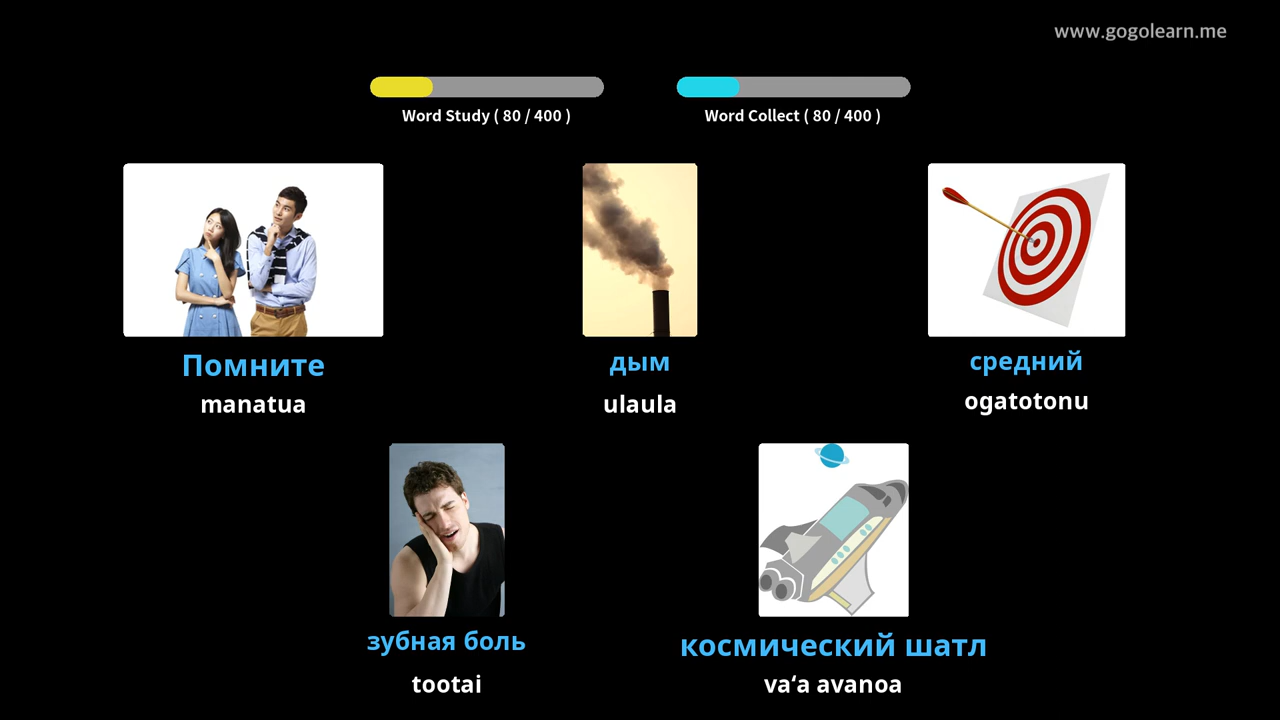 www.gogolearn.me
Word Study ( 80 / 400 )
Word Collect ( 80 / 400 )
Помните
manatua
дым
ulaula
средний
ogatotonu
зубная боль
tootai
космический шатл
vaʻa avanoa